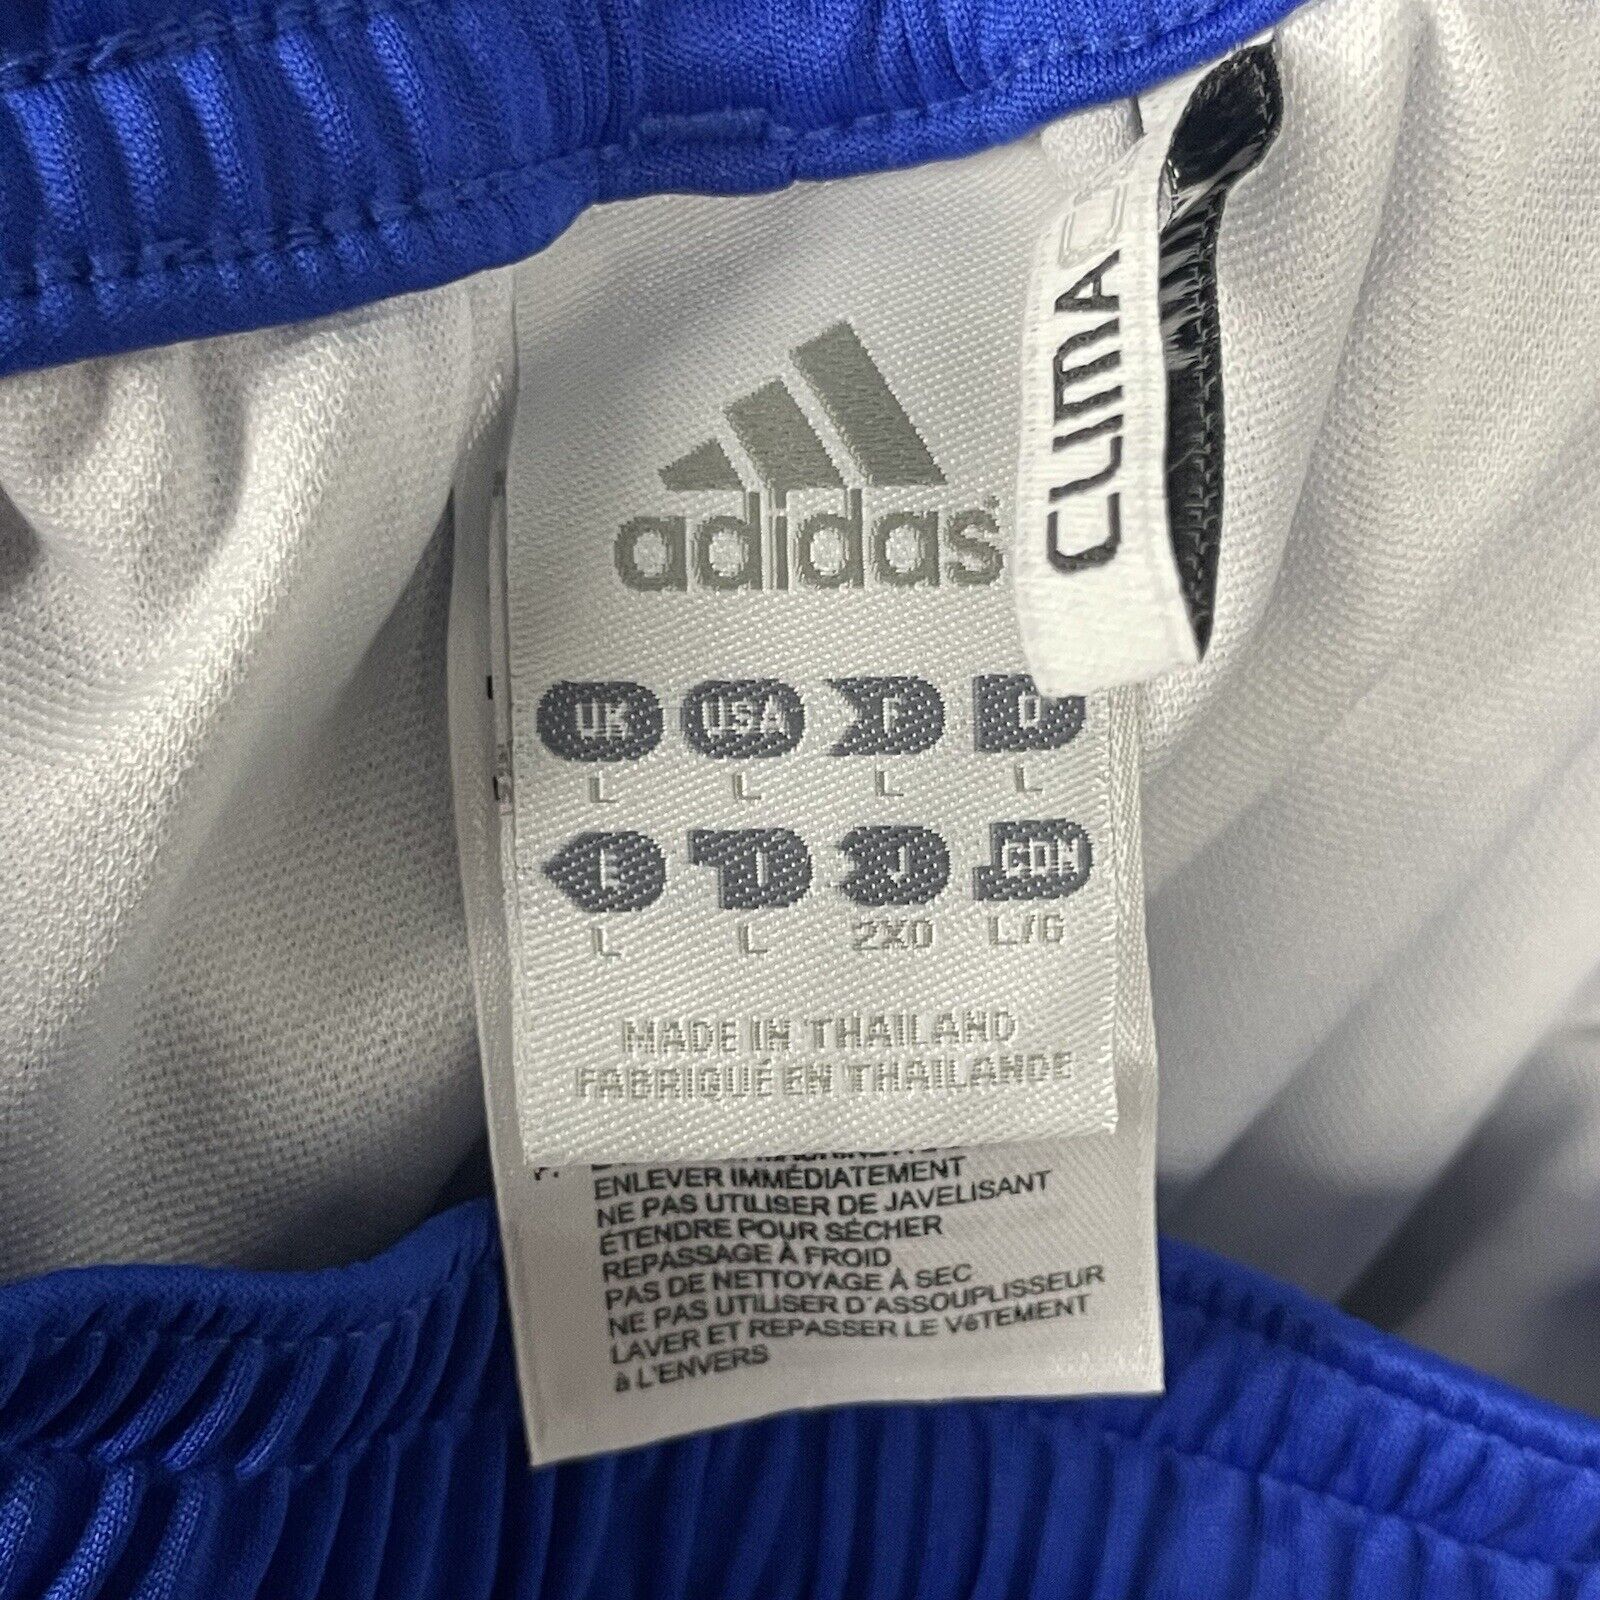 adidas
CLIMA
UK USA F D
L L L L
E I J CDN
L L 2XO L/G
MADE IN THAILAND
FABRIQUÉ EN THAILANDE
ENLEVER IMMÉDIATEMENT
NE PAS UTILISER DE JAVELISANT
ÉTENDRE POUR SÉCHER
REPASSAGE À FROID
PAS DE NETTOYAGE À SEC
NE PAS UTILISER D'ASSOUPLISSEUR
LAVER ET REPASSER LE VêTEMENT
à L'ENVERS